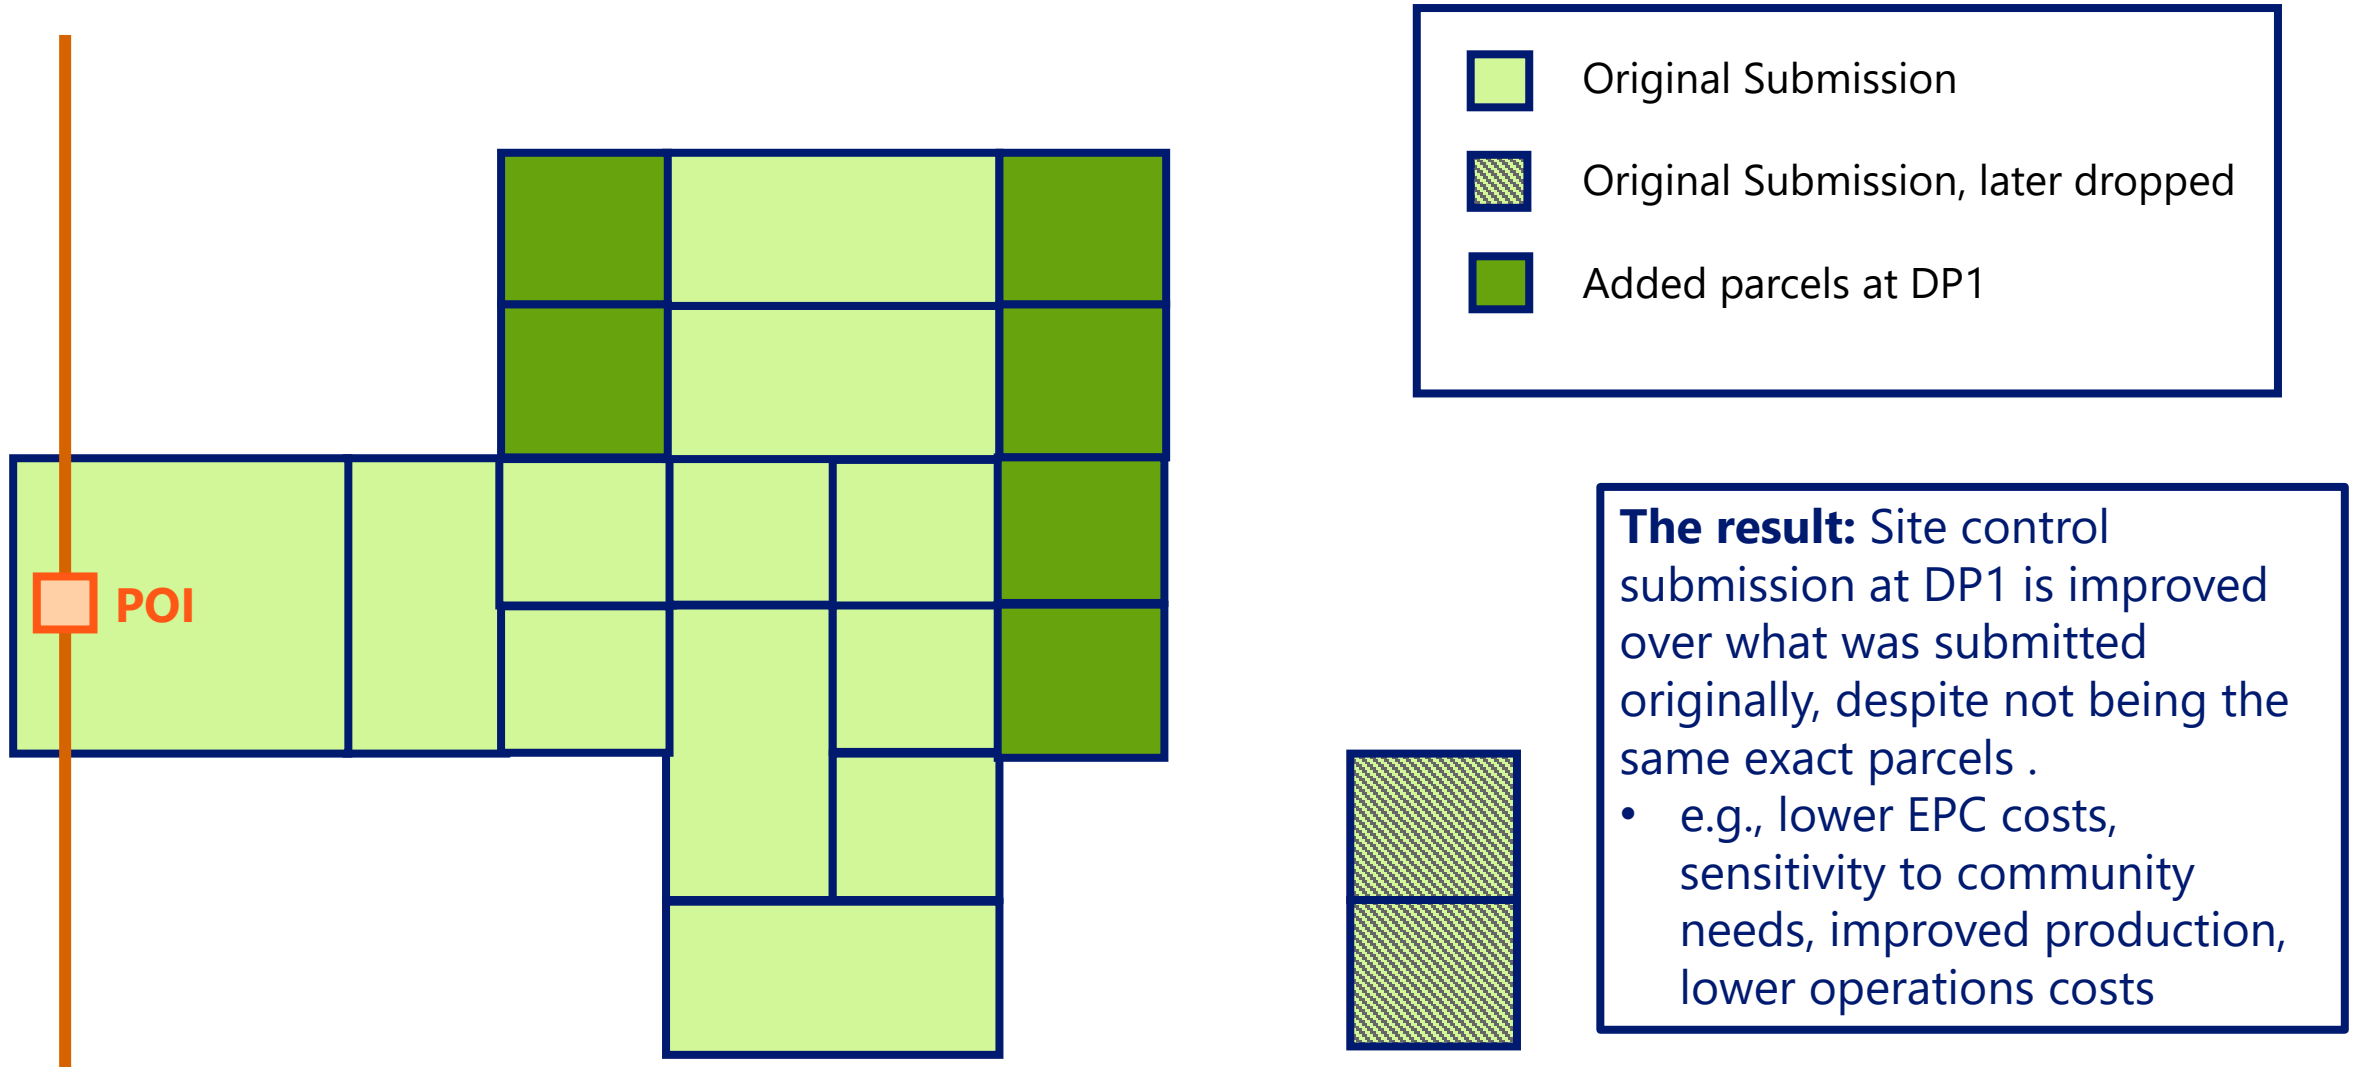 Original Submission
Original Submission, later dropped
Added parcels at DP1
POI
The result: Site control
submission at DP1 is improved
over what was submitted
originally, despite not being the
same exact parcels .
• e.g., lower EPC costs,
sensitivity to community
needs, improved production,
lower operations costs